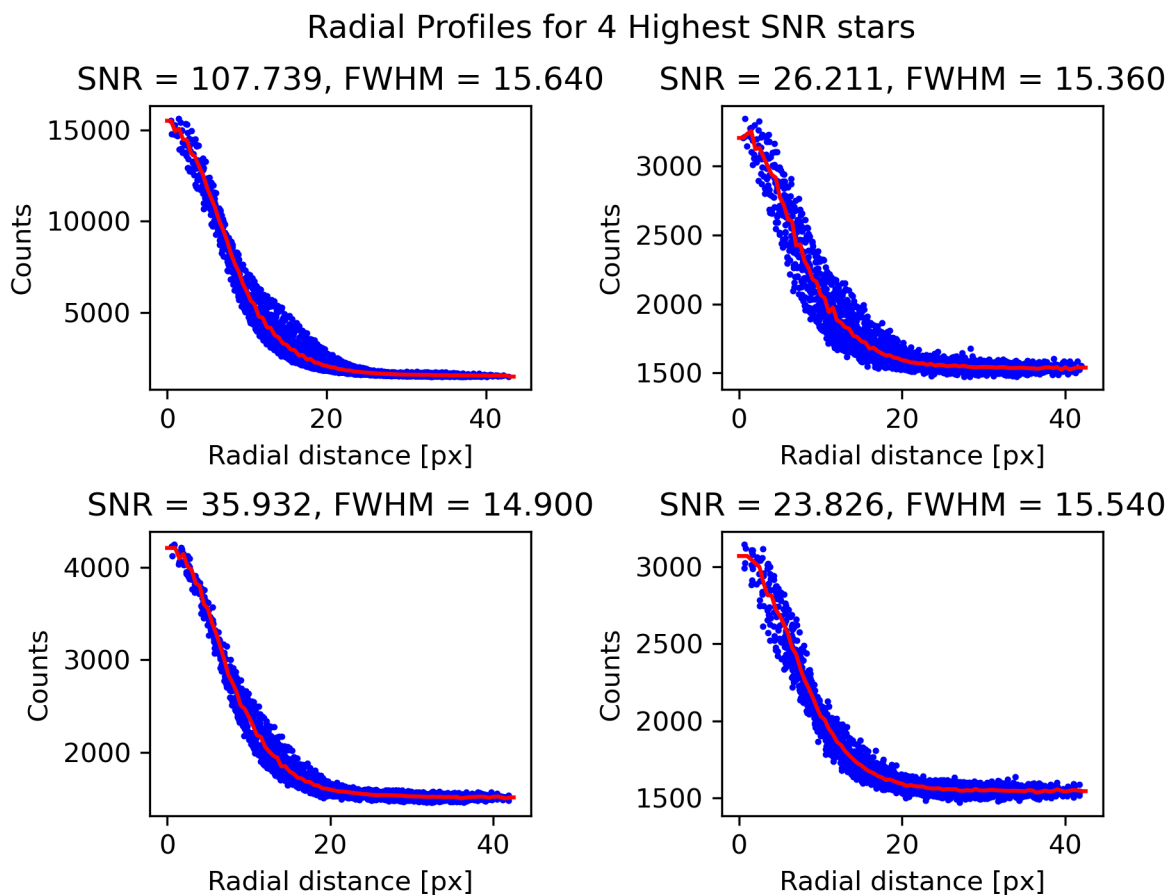 Radial Profiles for 4 Highest SNR stars
SNR = 107.739, FWHM = 15.640
15000
10000
5000
Counts
0
20
40
Radial distance [px]
SNR = 26.211, FWHM = 15.360
3000
2500
2000
1500
Counts
0
20
40
Radial distance [px]
SNR = 35.932, FWHM = 14.900
4000
3000
2000
Counts
0
20
40
Radial distance [px]
SNR = 23.826, FWHM = 15.540
3000
2500
2000
1500
Counts
0
20
40
Radial distance [px]